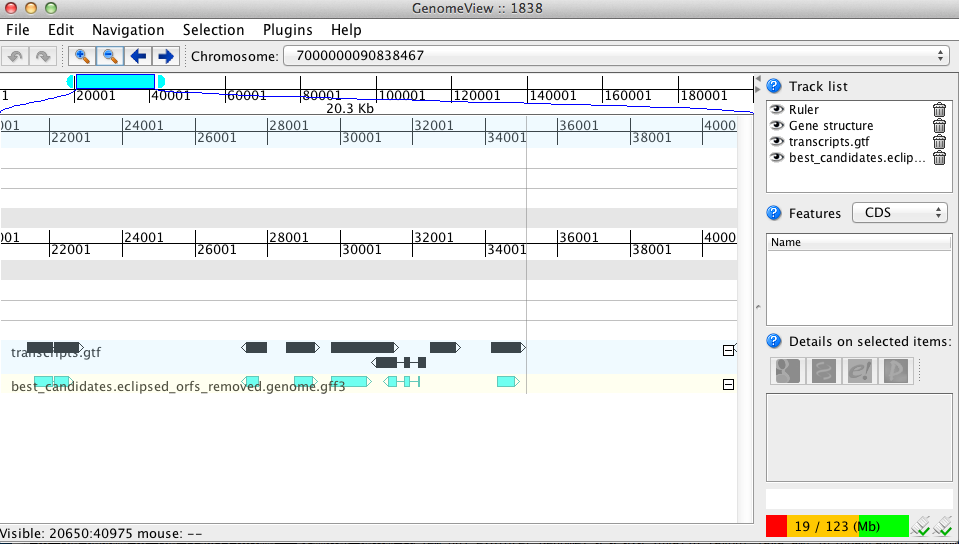 GenomeView :: 1838
File Edit Navigation Selection Plugins Help
Chromosome: 7000000090838467
1 20001 40001 60001 80001 100001 120001 140001 160001 180001
20.3 Kb
001 24001 26001 28001 32001 36001 4000
22001 26001 30001 34001 38001
001 24001 28001 32001 36001 4000
22001 26001 30001 34001 38001
transcripts.gtf
best_candidates.eclipsed_orfs_removed.genome.gff3
Visible: 20650:40975 mouse: --
Track list
Ruler
Gene structure
transcripts.gtf
best_candidates.eclip...
Features CDS
Name
Details on selected items:
19 / 123 (Mb)